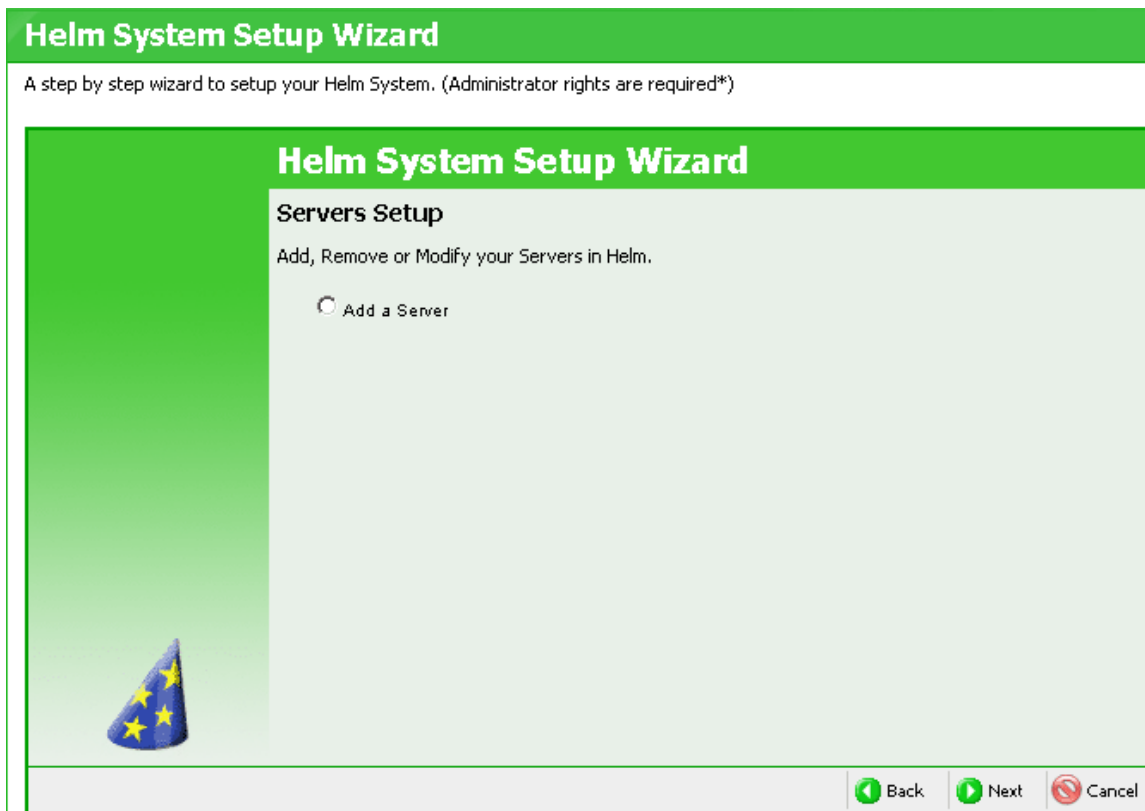 Helm System Setup Wizard
A step by step wizard to setup your Helm System. (Administrator rights are required*)
Helm System Setup Wizard
Servers Setup
Add, Remove or Modify your Servers in Helm.
Add a Server
Back Next Cancel